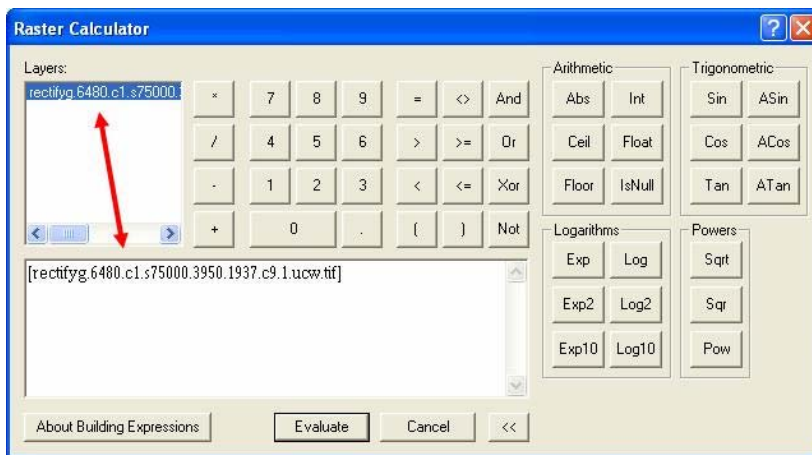 Raster Calculator
Layers:
rectifyg.6480.c1.s75000.
* 7 8 9 = <> And
/ 4 5 6 > >= Or
- 1 2 3 < <= Xor
+ 0 . ( ) Not
Arithmetic
Abs Int
Ceil Float
Floor IsNull
Trigonometric
Sin ASin
Cos ACos
Tan ATan
Logarithms
Exp Log
Exp2 Log2
Exp10 Log10
Powers
Sqrt
Sqr
Pow
[rectifyg.6480.c1.s75000.3950.1937.c9.1.ucw.tif]
About Building Expressions Evaluate Cancel <<